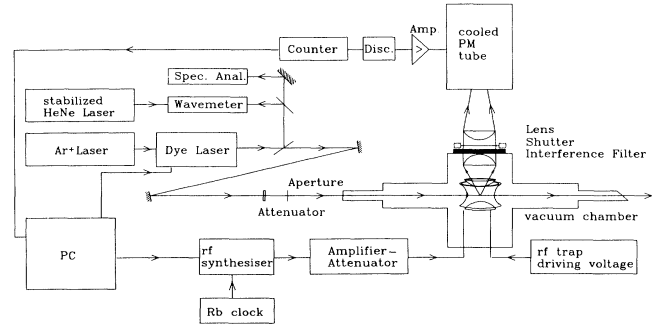 Amp
cooled
PM
tube
Counter
Disc.
Spec. Anal.
stabilized
HeNe Laser
Wavemeter
Ar+Laser
Dye Laser
Lens
Shutter
Interference Filter
Aperture
Attenuator
vacuum chamber
PC
rf
synthesiser
Amplifier-
Attenuator
rf trap
driving voltage
Rb clock